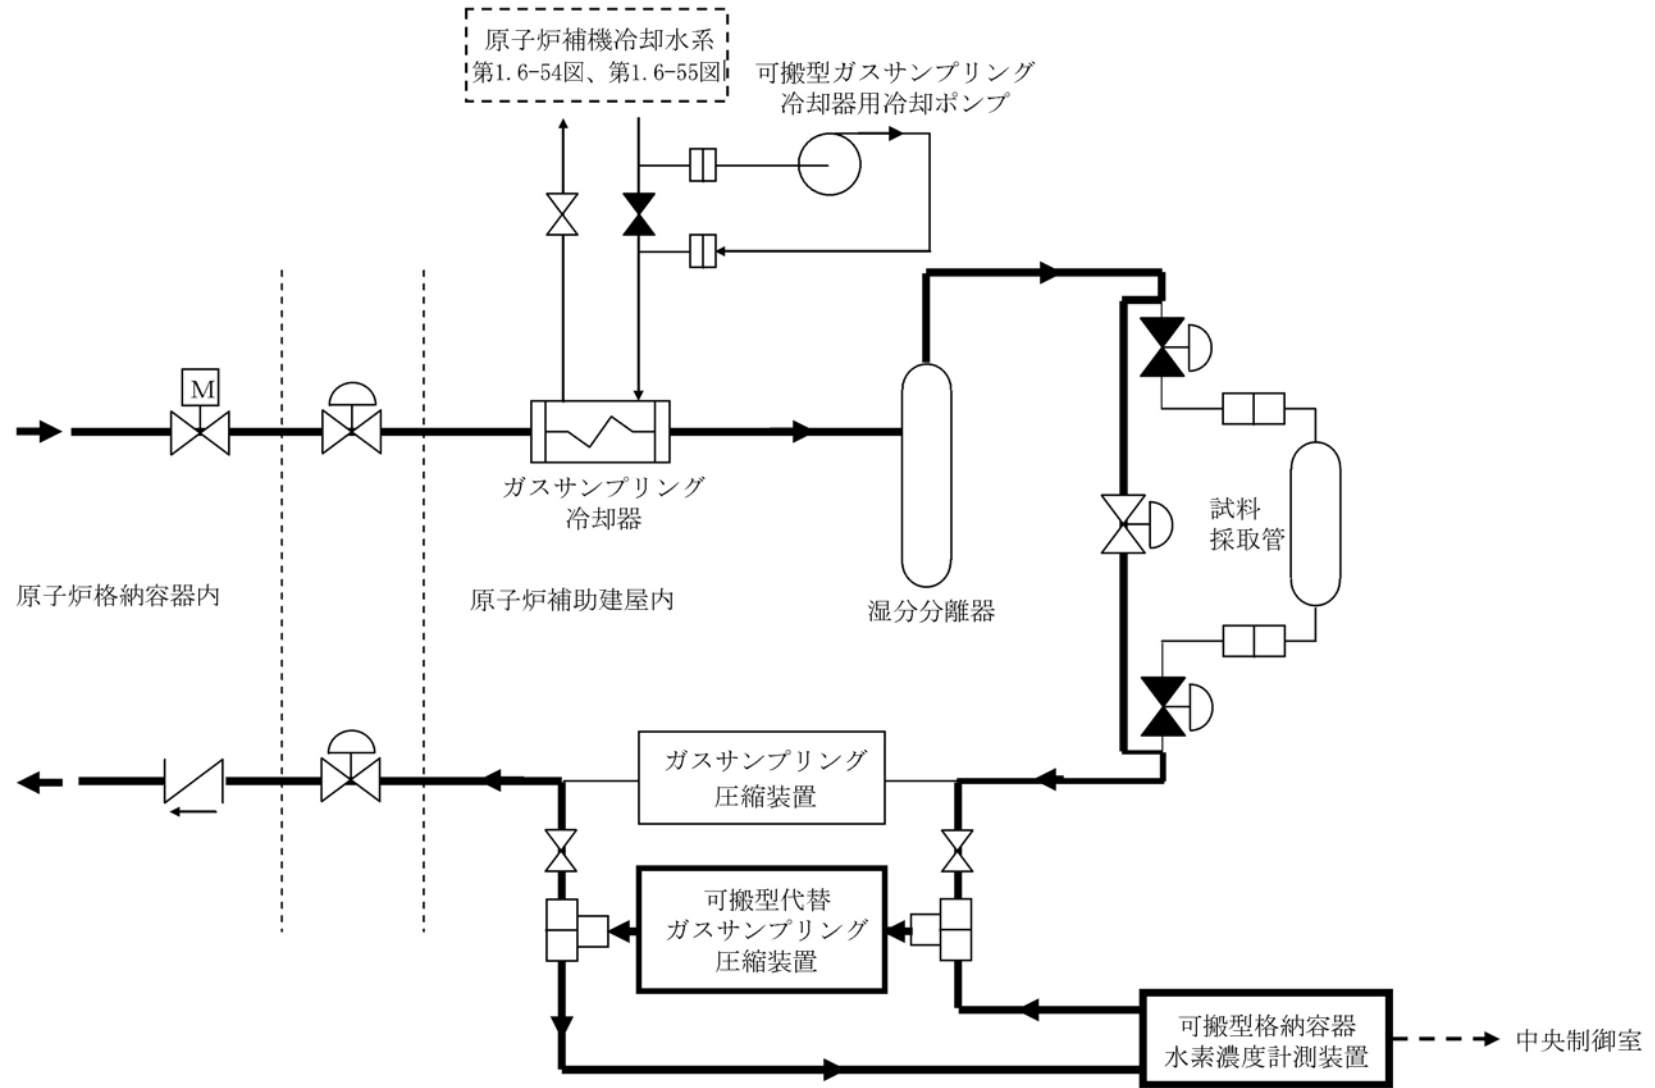 原子炉補機冷却水系
第1.6-54図、第1.6-55図
可搬型ガスサンプリング
冷却器用冷却ポンプ
M
ガスサンプリング
冷却器
試料
採取管
原子炉格納容器内
原子炉補助建屋内
湿分分離器
ガスサンプリング
圧縮装置
可搬型代替
ガスサンプリング
圧縮装置
可搬型格納容器
水素濃度計測装置
中央制御室